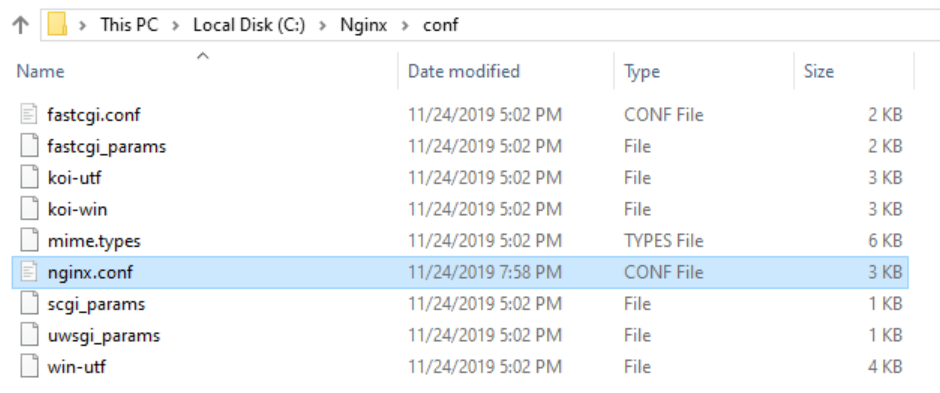 This PC > Local Disk (C:) > Nginx > conf
Name Date modified Type Size
fastcgi.conf 11/24/2019 5:02 PM CONF File 2 KB
fastcgi_params 11/24/2019 5:02 PM File 2 KB
koi-utf 11/24/2019 5:02 PM File 3 KB
koi-win 11/24/2019 5:02 PM File 3 KB
mime.types 11/24/2019 5:02 PM TYPES File 6 KB
nginx.conf 11/24/2019 7:58 PM CONF File 3 KB
scgi_params 11/24/2019 5:02 PM File 1 KB
uwsgi_params 11/24/2019 5:02 PM File 1 KB
win-utf 11/24/2019 5:02 PM File 4 KB